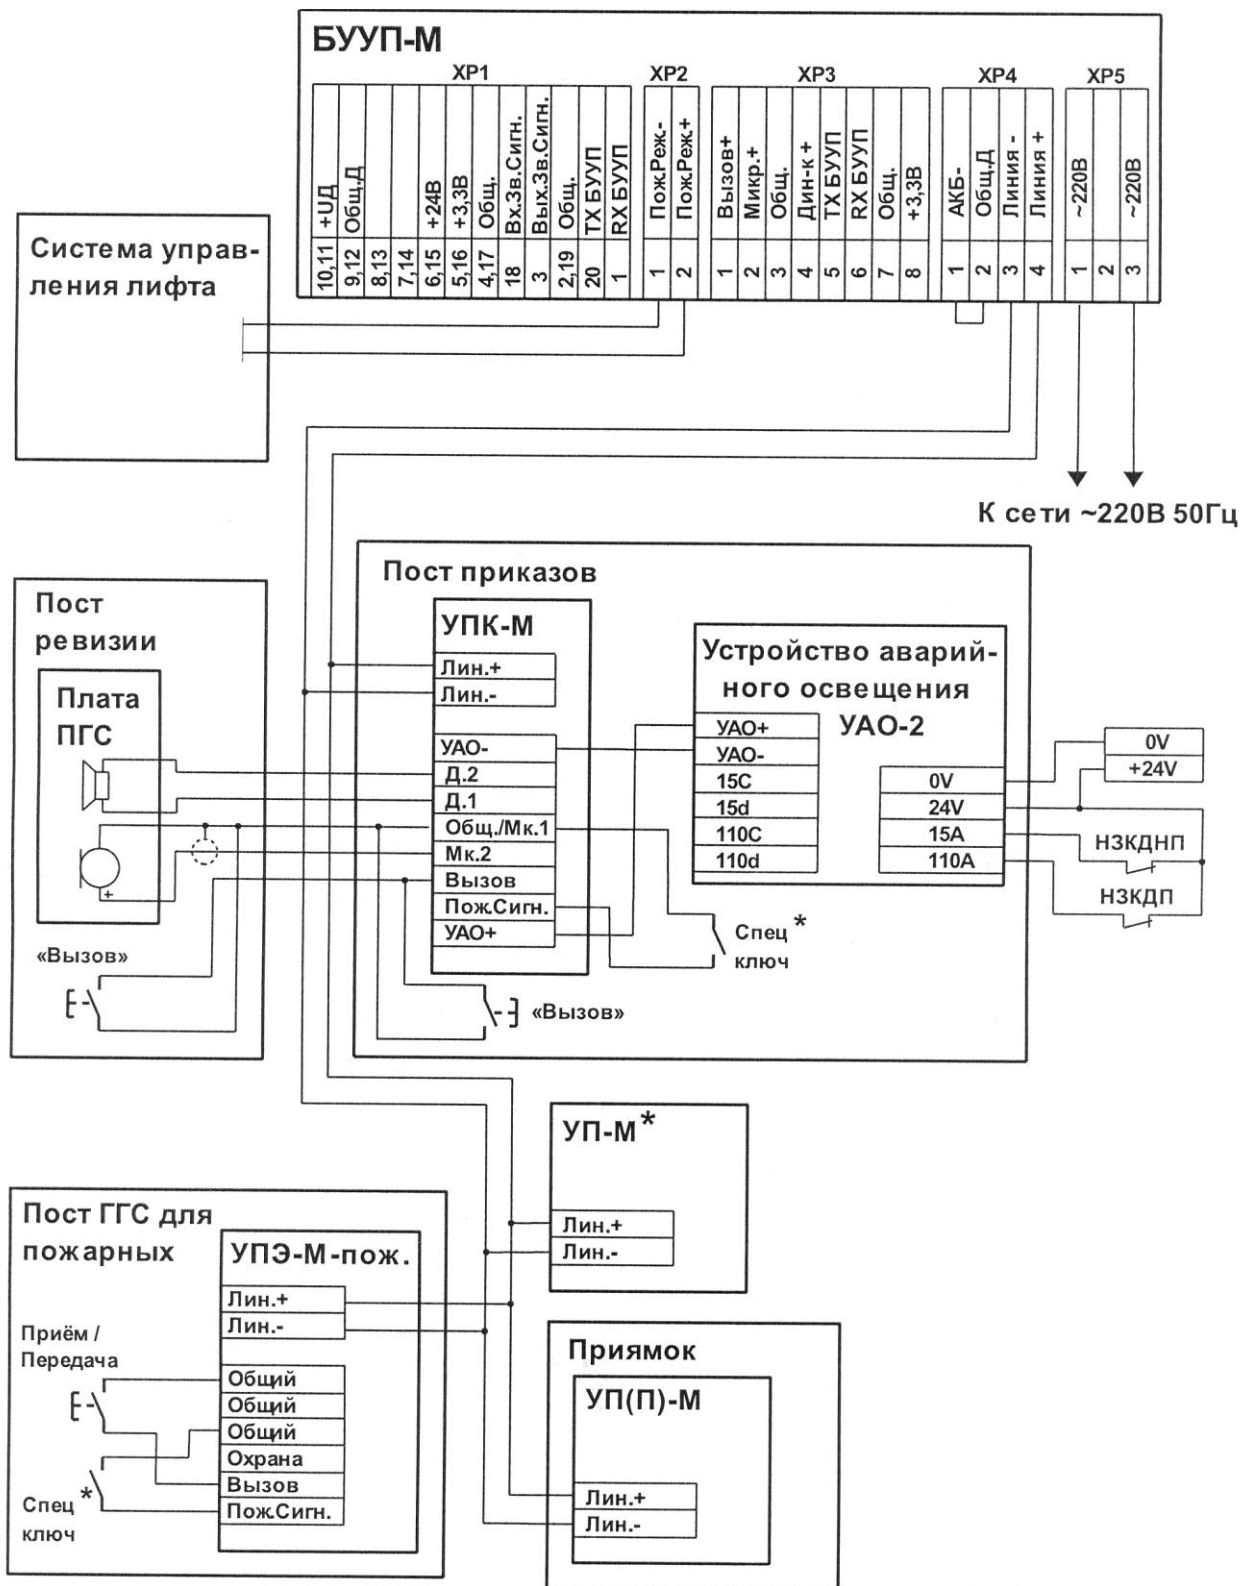 БУУП-М
XP1
XP2
XP3
XP4
XP5
10,11 +UД
9,12 Общ.Д
8,13
7,14
6,15 +24В
5,16 +3,3В
4,17 Общ.
18 Вх.Зв.Сигн.
3 Вых.Зв.Сигн.
2,19 Общ.
20 TX БУУП
1 RX БУУП
1 Пож.Реж.-
2 Пож.Реж.+
1 Вызов+
2 Микр.+
3 Общ.
4 Дин-к +
5 TX БУУП
6 RX БУУП
7 Общ.
8 +3,3В
1 АКБ-
2 Общ.Д
3 Линия -
4 Линия +
1 ~220В
2
3 ~220В
Система управ-
ления лифта
К сети ~220В 50Гц
Пост приказов
Пост
ревизии
Плата
ПГС
+
«Вызов»
УПК-М
Лин.+
Лин.-
УАО-
Д.2
Д.1
Общ./Мк.1
Мк.2
Вызов
Пож.Сигн.
УАО+
«Вызов»
Устройство аварий-
ного освещения
УАО-2
УАО+
УАО-
15C
15d
110C
110d
0V
24V
15A
110A
0V
+24V
НЗКДНП
НЗКДП
Спец *
ключ
УП-М*
Лин.+
Лин.-
Пост ГГС для
пожарных
УПЭ-М-пож.
Лин.+
Лин.-
Приём /
Передача
Общий
Общий
Общий
Охрана
Вызов
Пож.Сигн.
Спец *
ключ
Приямок
УП(П)-М
Лин.+
Лин.-